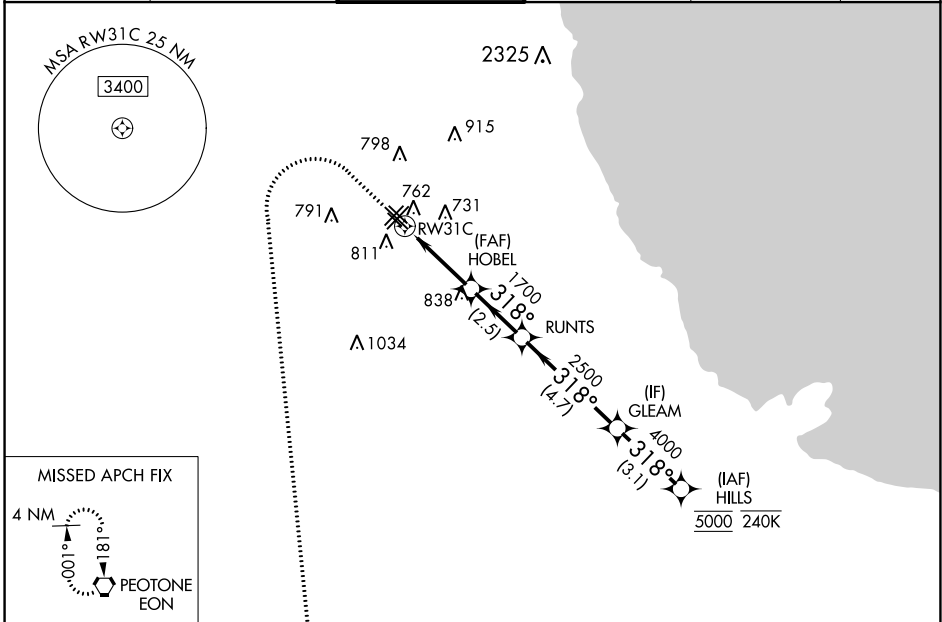 MSA RW31C 25 NM
3400
2325
915
798
762
731
791
RW31C
811
(FAF)
HOBEL
1700
318°
(2.5)
838
RUNTS
1034
2500
318°
(4.7)
(IF)
GLEAM
4000
318°
(3.1)
(IAF)
HILLS
5000 240K
MISSED APCH FIX
4 NM
001°
181°
PEOTONE
EON